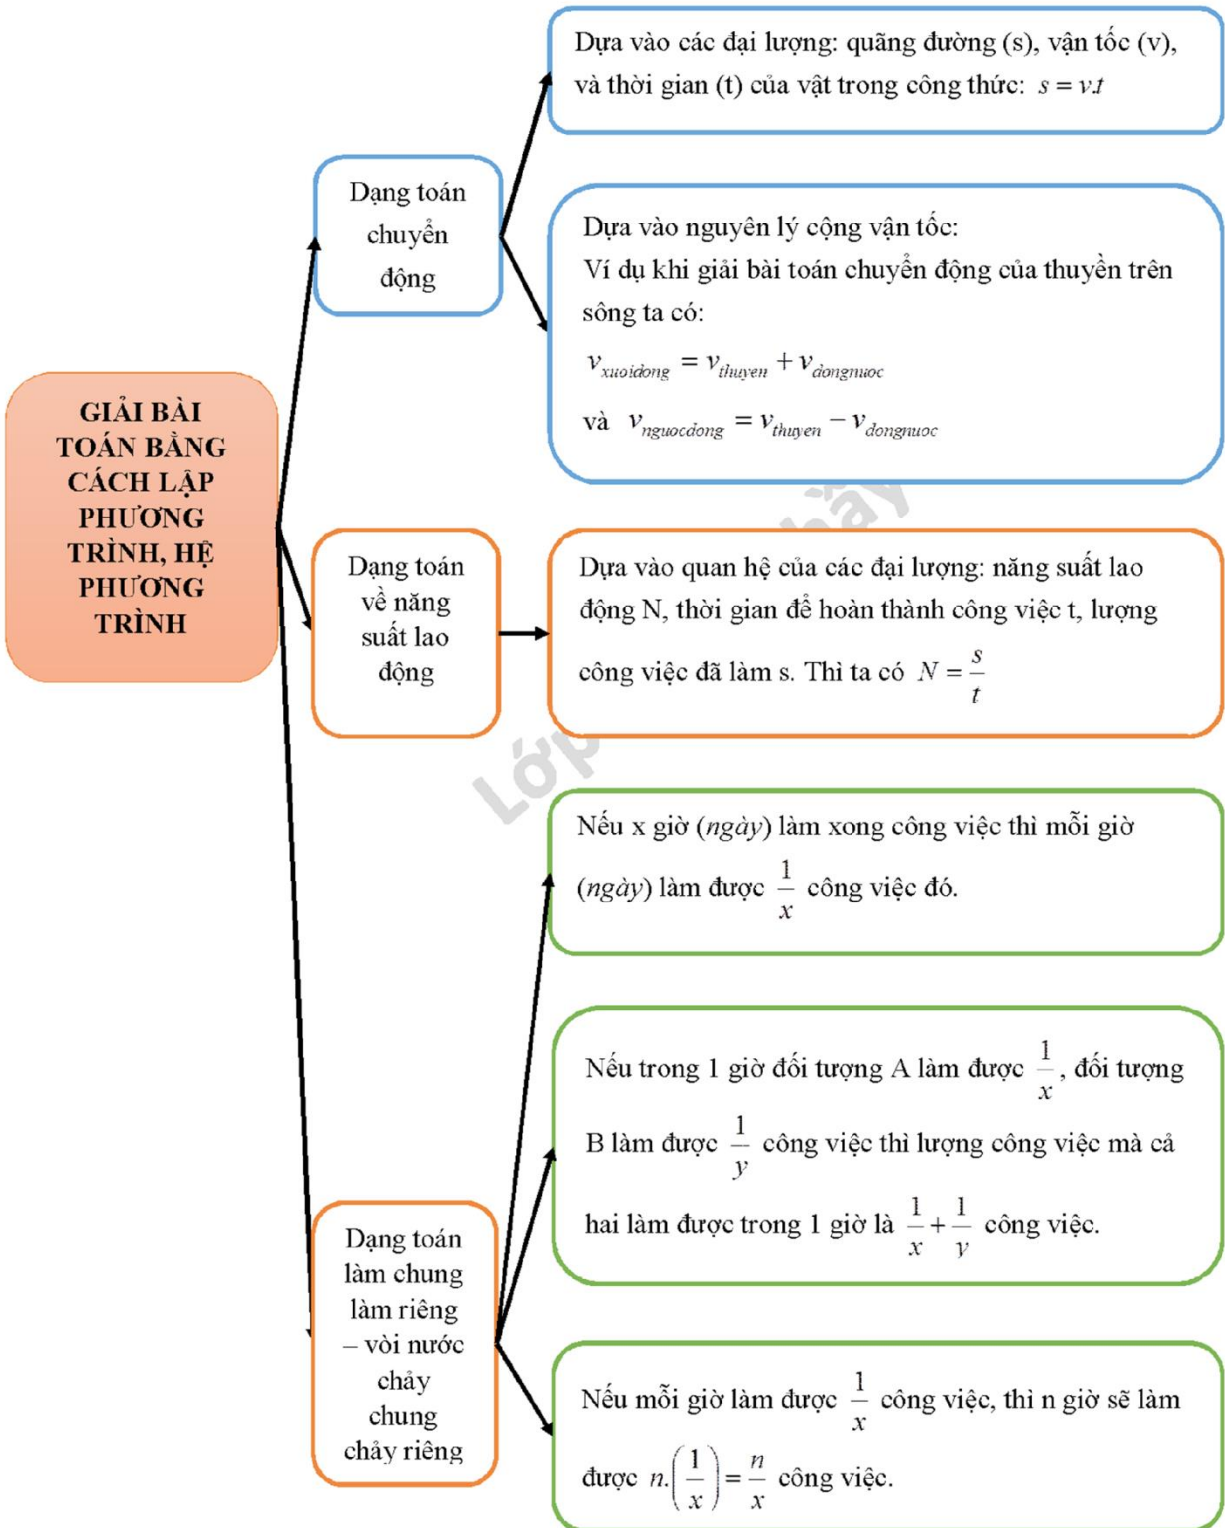 Dựa vào các đại lượng: quãng đường (s), vận tốc (v),
và thời gian (t) của vật trong công thức: s = v.t
Dạng toán
chuyển
động
Dựa vào nguyên lý cộng vận tốc:
Ví dụ khi giải bài toán chuyển động của thuyền trên
sông ta có:
v_xuoidong = v_thuyen + v_dongnuoc
và v_nguocdong = v_thuyen − v_dongnuoc
GIẢI BÀI
TOÁN BẰNG
CÁCH LẬP
PHƯƠNG
TRÌNH, HỆ
PHƯƠNG
TRÌNH
Dạng toán
về năng
suất lao
động
Dựa vào quan hệ của các đại lượng: năng suất lao
động N, thời gian để hoàn thành công việc t, lượng
công việc đã làm s. Thì ta có N = s/t
Lớp
Nếu x giờ (ngày) làm xong công việc thì mỗi giờ
(ngày) làm được 1/x công việc đó.
Nếu trong 1 giờ đối tượng A làm được 1/x, đối tượng
B làm được 1/y công việc thì lượng công việc mà cả
hai làm được trong 1 giờ là 1/x + 1/y công việc.
Dạng toán
làm chung
làm riêng
– vòi nước
chảy
chung
chảy riêng
Nếu mỗi giờ làm được 1/x công việc, thì n giờ sẽ làm
được n.(1/x) = n/x công việc.